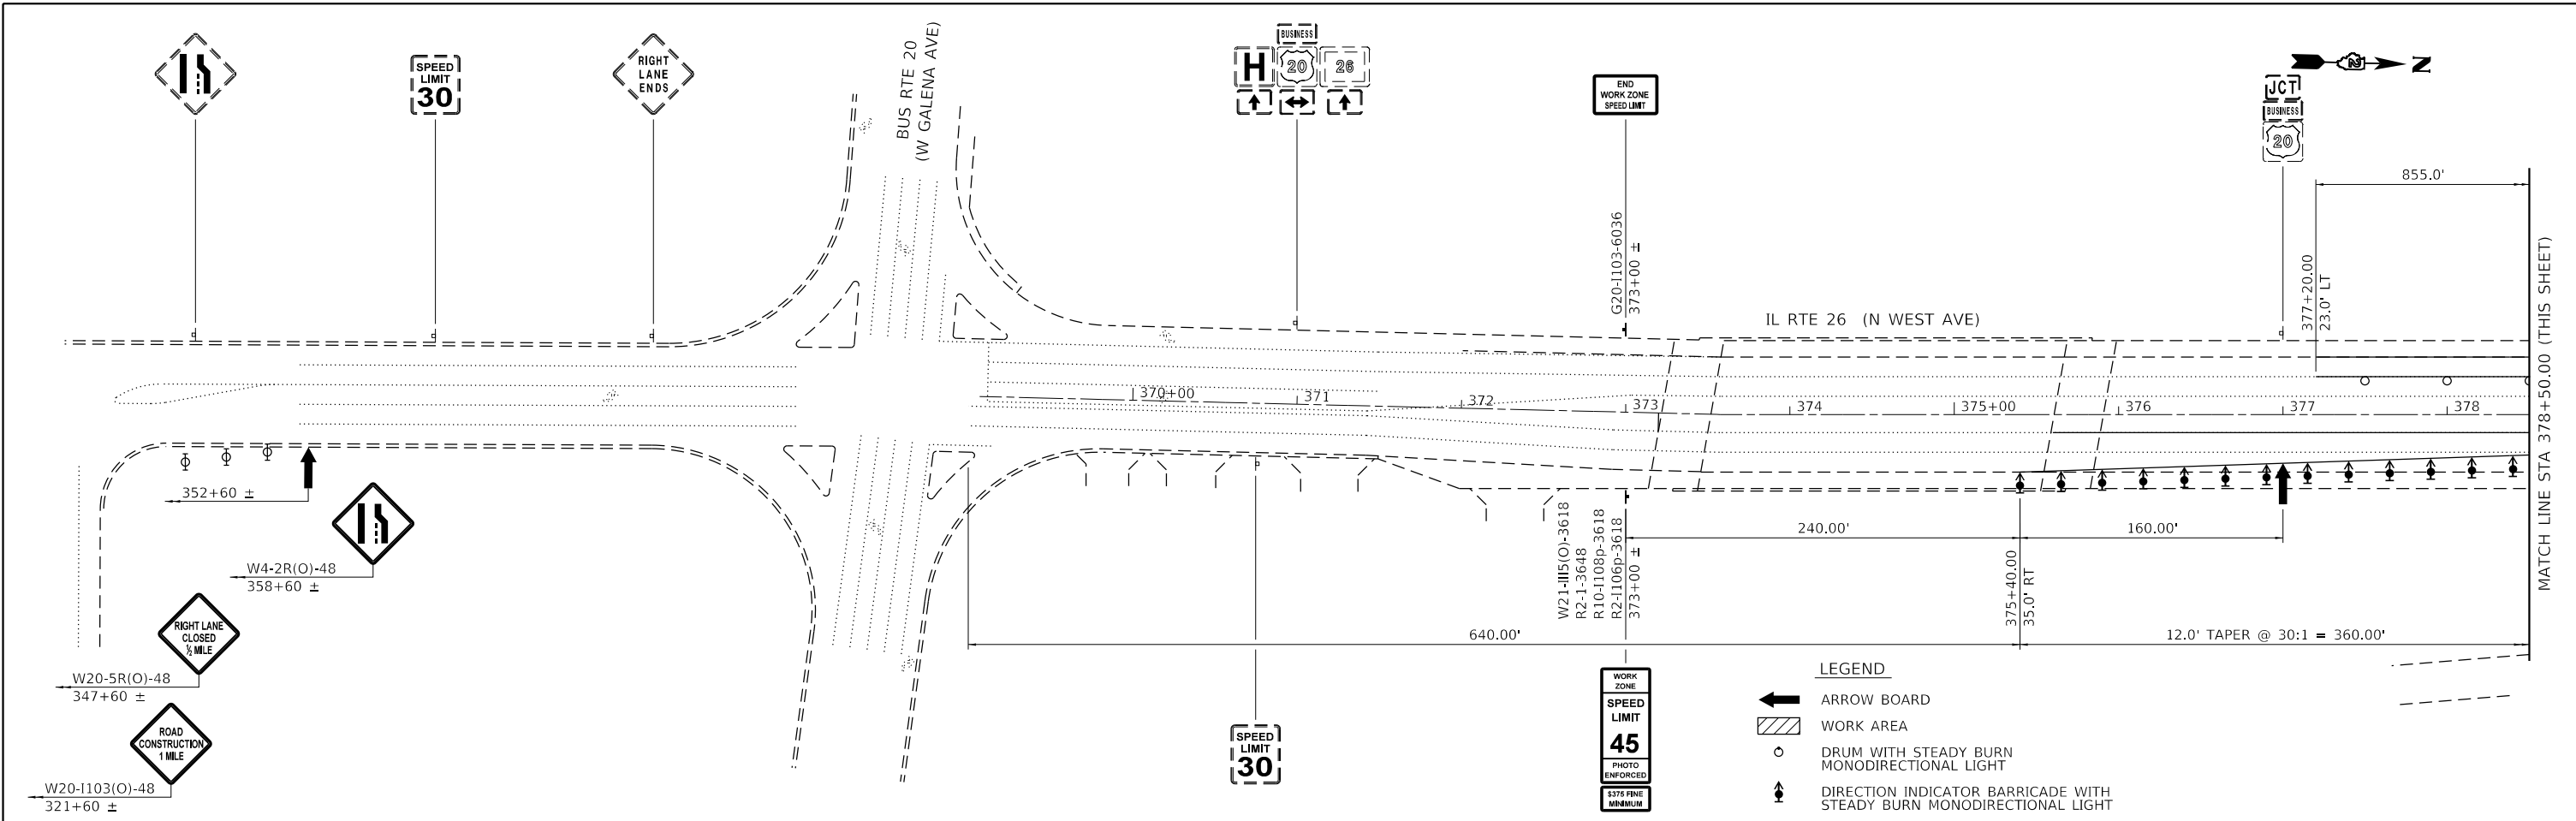 SPEED
LIMIT
30
RIGHT
LANE
ENDS
BUS RTE 20
(W GALENA AVE)
BUSINESS
H
20
26
END
WORK ZONE
SPEED LIMIT
N
JCT
BUSINESS
20
855.0'
G20-I103-6036
373+00 ±
377+20.00
23.0' LT
IL RTE 26 (N WEST AVE)
370+00
371
372
373
374
375+00
376
377
378
MATCH LINE STA 378+50.00 (THIS SHEET)
352+60 ±
W4-2R(O)-48
358+60 ±
RIGHT LANE
CLOSED
½ MILE
W20-5R(O)-48
347+60 ±
ROAD
CONSTRUCTION
1 MILE
W20-I103(O)-48
321+60 ±
640.00'
SPEED
LIMIT
30
W21-I115(O)-3618
R2-1-3648
R10-I108p-3618
R2-I106p-3618
373+00 ±
240.00'
160.00'
375+40.00
35.0' RT
12.0' TAPER @ 30:1 = 360.00'
WORK
ZONE
SPEED
LIMIT
45
PHOTO
ENFORCED
$375 FINE
MINIMUM
LEGEND
ARROW BOARD
WORK AREA
DRUM WITH STEADY BURN
MONODIRECTIONAL LIGHT
DIRECTION INDICATOR BARRICADE WITH
STEADY BURN MONODIRECTIONAL LIGHT